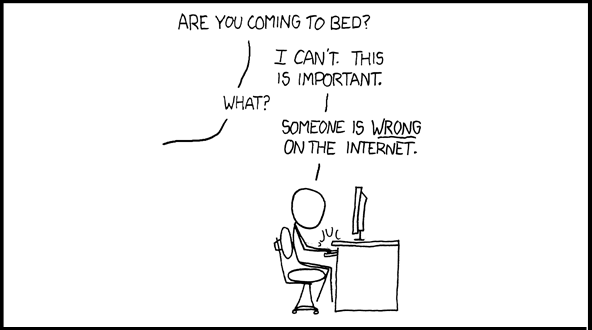 ARE YOU COMING TO BED?
I CAN'T. THIS
IS IMPORTANT.
WHAT?
SOMEONE IS WRONG
ON THE INTERNET.